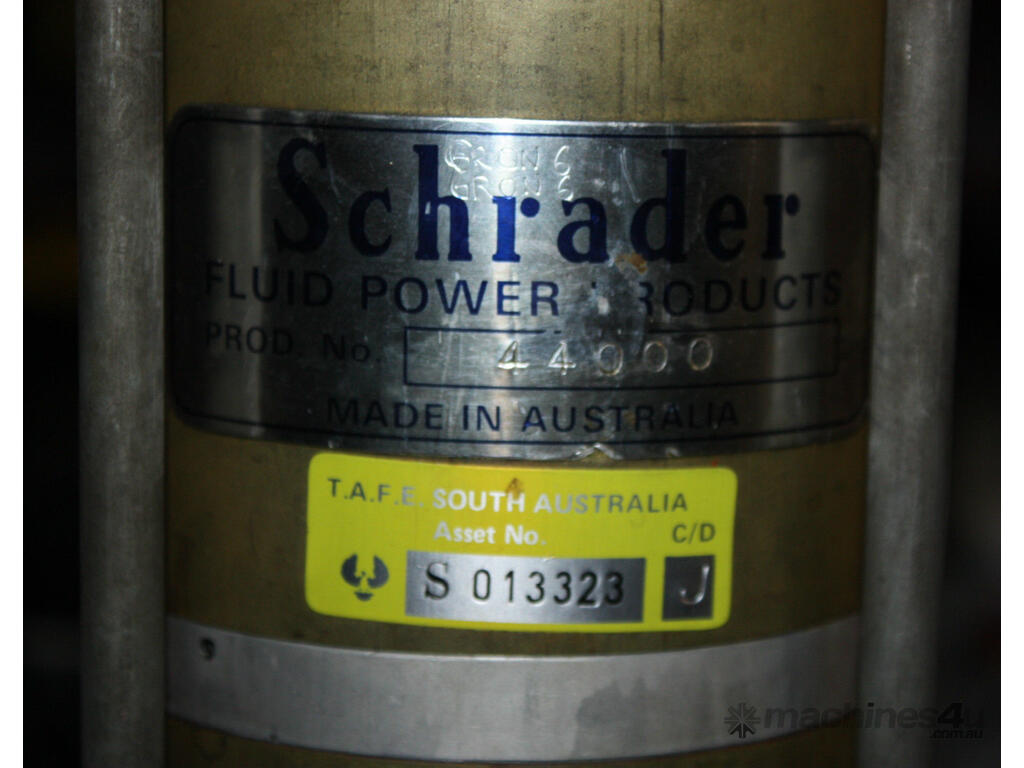 Schrader
FLUID POWER PRODUCTS
PROD. No. 44000
MADE IN AUSTRALIA
T.A.F.E. SOUTH AUSTRALIA
Asset No. C/D
S 013323 J
machines4u
.com.au